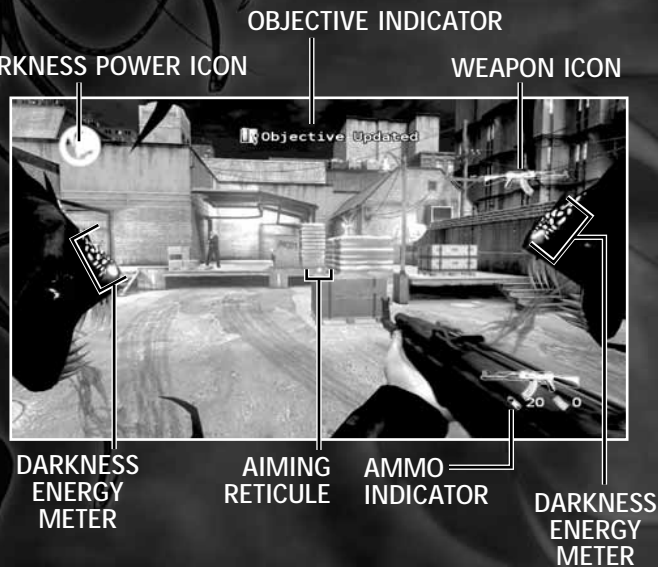 OBJECTIVE INDICATOR
RKNESS POWER ICON
WEAPON ICON
Objective Updated
20 0
DARKNESS
ENERGY
METER
AIMING
RETICULE
AMMO
INDICATOR
DARKNESS
ENERGY
METER